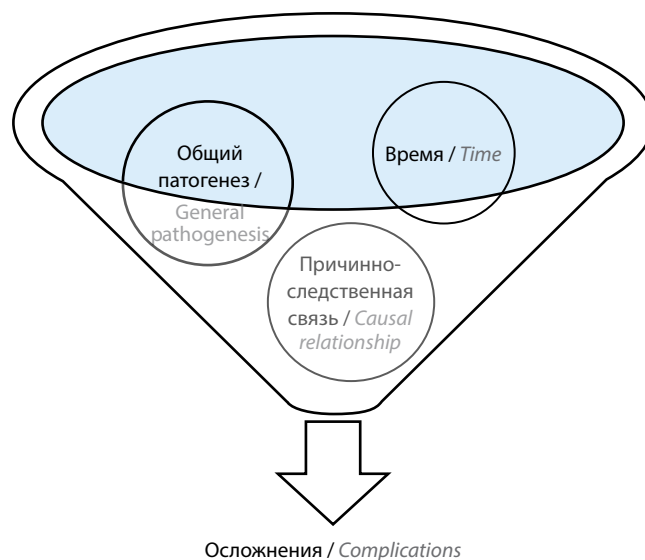 Общий
патогенез /
General
pathogenesis
Время / Time
Причинно-
следственная
связь / Causal
relationship
Осложнения / Complications